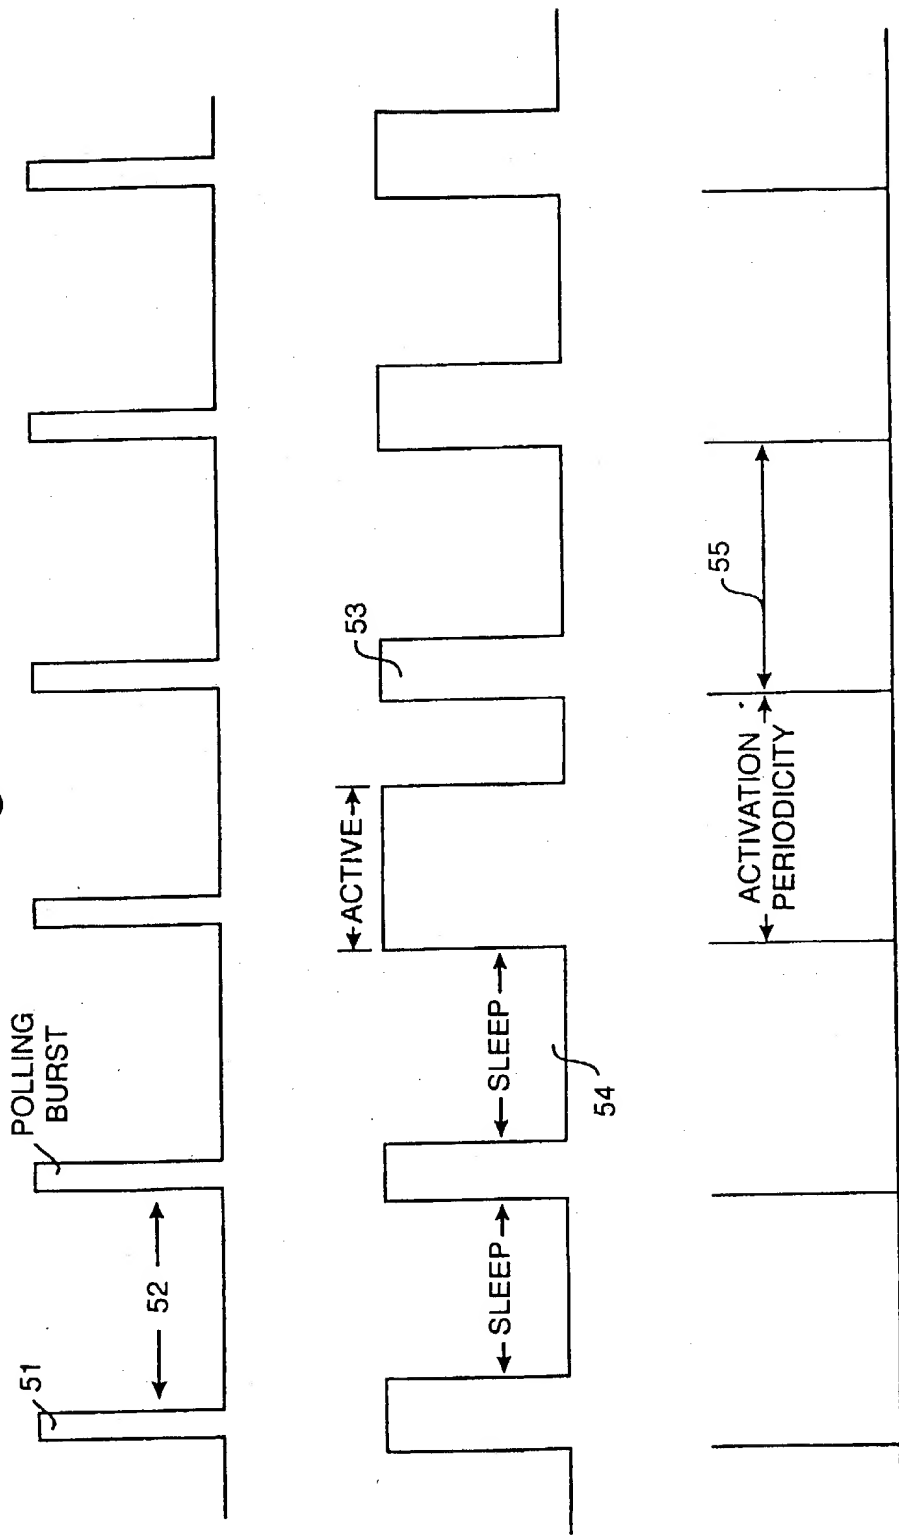 51
52
POLLING
BURST
SLEEP
SLEEP
54
ACTIVE
53
ACTIVATION
PERIODICITY
55